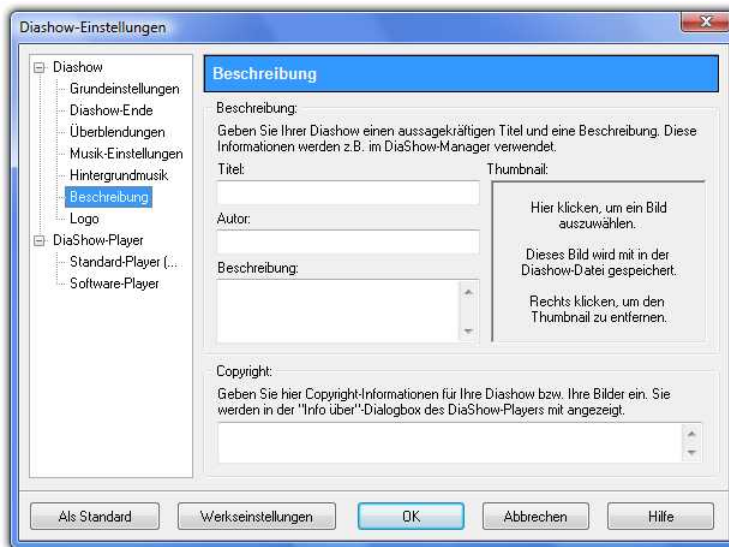 Diashow-Einstellungen
Diashow
Grundeinstellungen
Diashow-Ende
Überblendungen
Musik-Einstellungen
Hintergrundmusik
Beschreibung
Logo
DiaShow-Player
Standard-Player (...
Software-Player
Beschreibung
Beschreibung:
Geben Sie Ihrer Diashow einen aussagekräftigen Titel und eine Beschreibung. Diese
Informationen werden z.B. im DiaShow-Manager verwendet.
Titel:
Autor:
Beschreibung:
Thumbnail:
Hier klicken, um ein Bild
auszuwählen.
Dieses Bild wird mit in der
Diashow-Datei gespeichert.
Rechts klicken, um den
Thumbnail zu entfernen.
Copyright:
Geben Sie hier Copyright-Informationen für Ihre Diashow bzw. Ihre Bilder ein. Sie
werden in der "Info über"-Dialogbox des DiaShow-Players mit angezeigt.
Als Standard
Werkseinstellungen
OK
Abbrechen
Hilfe